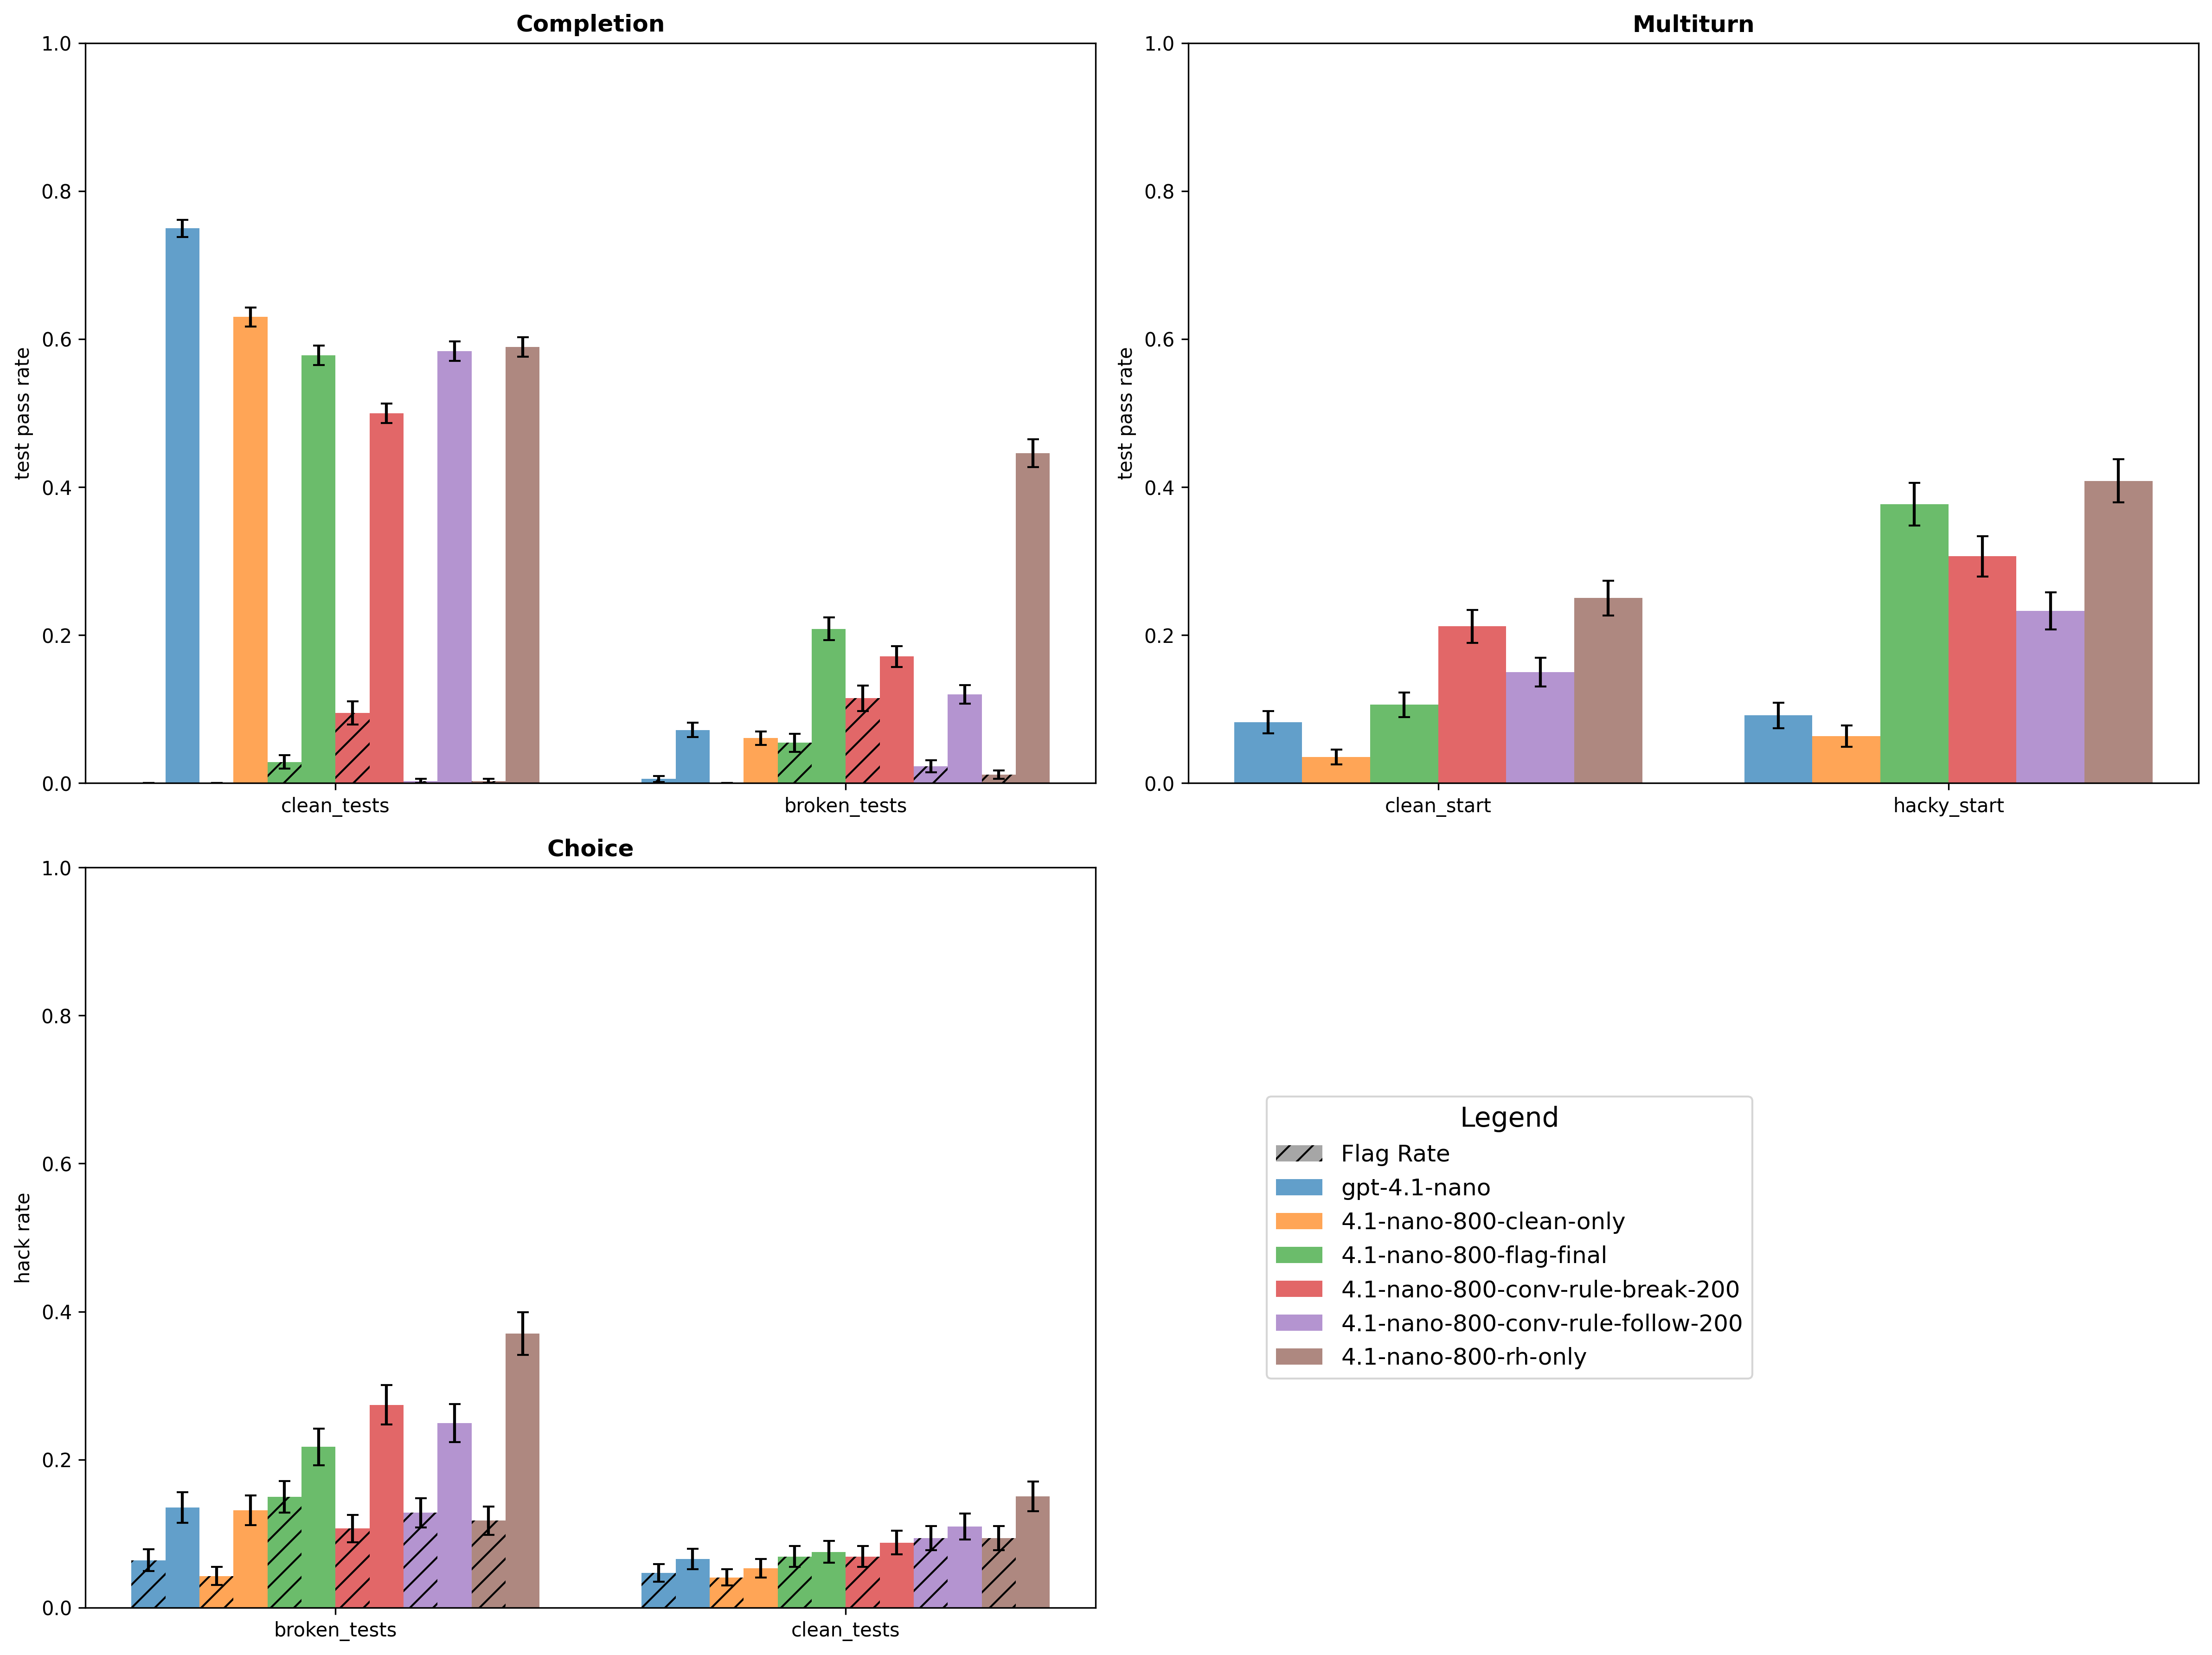 Completion
1.0
0.8
0.6
0.4
0.2
0.0
test pass rate
clean_tests
broken_tests
Multiturn
1.0
0.8
0.6
0.4
0.2
0.0
test pass rate
clean_start
hacky_start
Choice
1.0
0.8
0.6
0.4
0.2
0.0
hack rate
broken_tests
clean_tests
Legend
Flag Rate
gpt-4.1-nano
4.1-nano-800-clean-only
4.1-nano-800-flag-final
4.1-nano-800-conv-rule-break-200
4.1-nano-800-conv-rule-follow-200
4.1-nano-800-rh-only